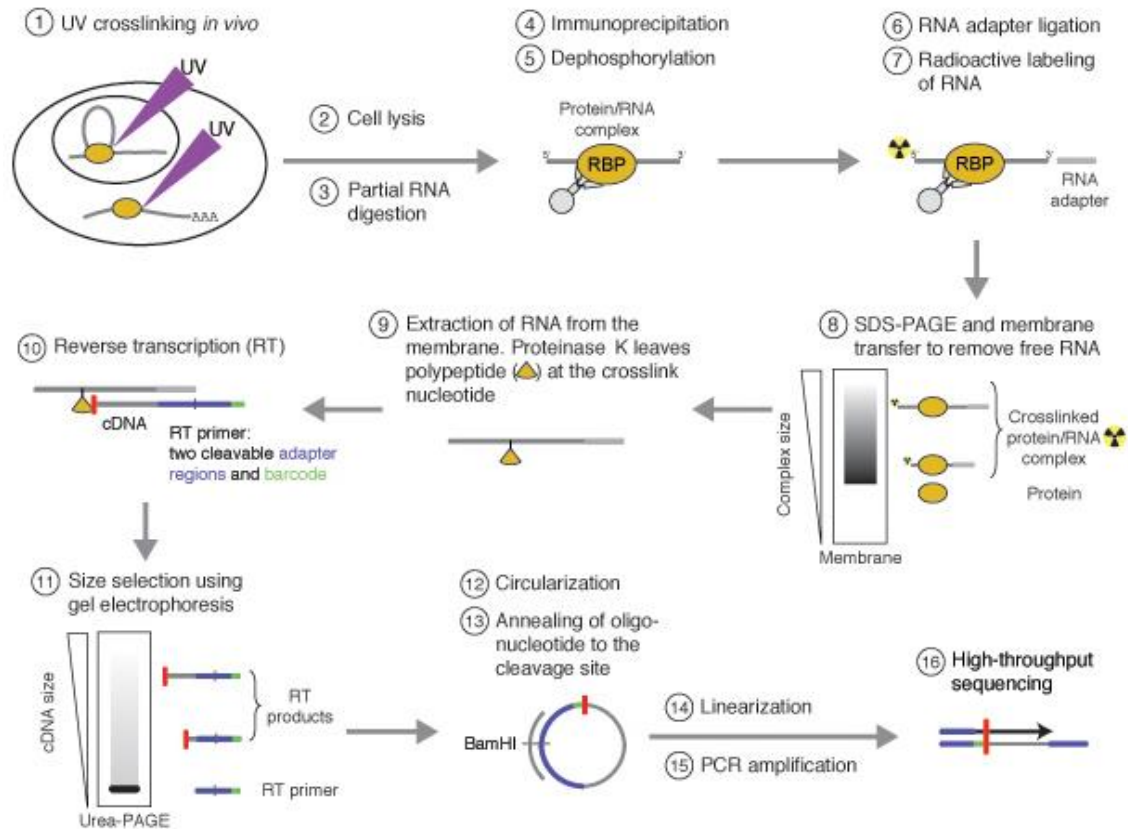 1 UV crosslinking in vivo
UV
UV
AAA
2 Cell lysis
3 Partial RNA
digestion
4 Immunoprecipitation
5 Dephosphorylation
Protein/RNA
complex
5'
RBP
3'
6 RNA adapter ligation
7 Radioactive labeling
of RNA
5'
RBP
3'
RNA
adapter
8 SDS-PAGE and membrane
transfer to remove free RNA
Complex size
Crosslinked
protein/RNA
complex
Protein
Membrane
9 Extraction of RNA from the
membrane. Proteinase K leaves
polypeptide ( ) at the crosslink
nucleotide
10 Reverse transcription (RT)
cDNA
RT primer:
two cleavable adapter
regions and barcode
11 Size selection using
gel electrophoresis
cDNA size
RT
products
RT primer
Urea-PAGE
12 Circularization
13 Annealing of oligo-
nucleotide to the
cleavage site
BamHI
14 Linearization
15 PCR amplification
16 High-throughput
sequencing